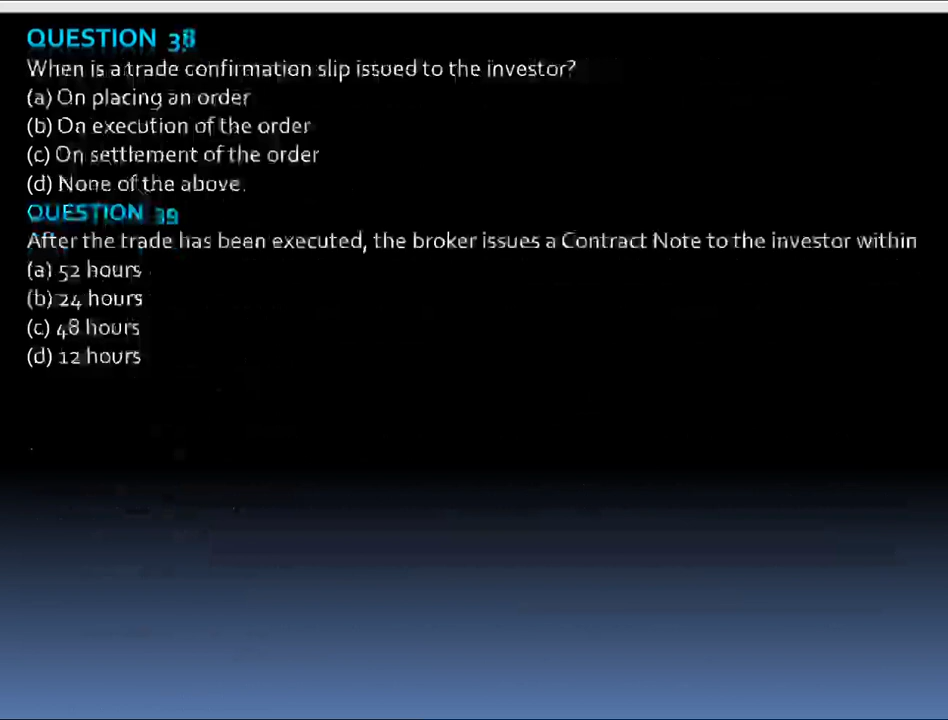 QUESTION 38
When is a trade confirmation slip issued to the investor?
(a) On placing an order
(b) On execution of the order
(c) On settlement of the order
(d) None of the above.
QUESTION 39
After the trade has been executed, the broker issues a Contract Note to the investor within
(a) 52 hours
(b) 24 hours
(c) 48 hours
(d) 12 hours